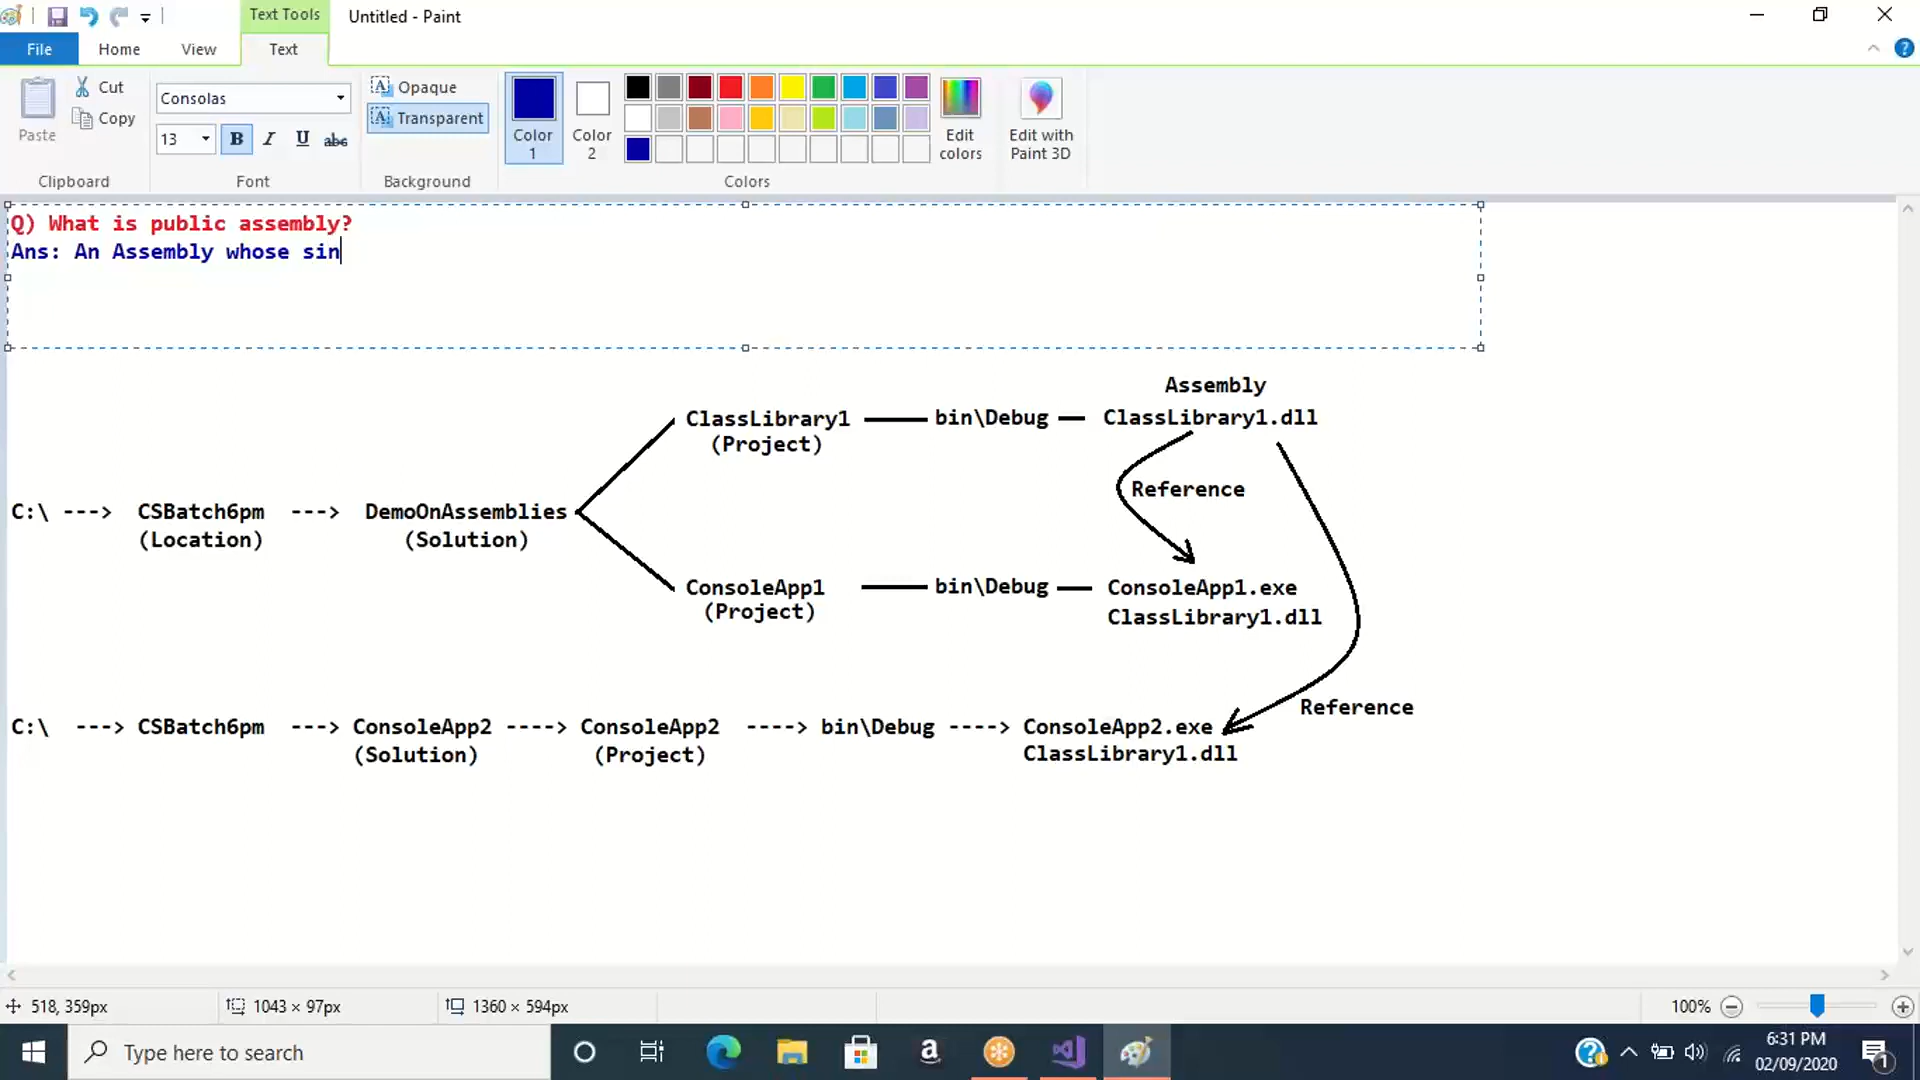 Text Tools
Untitled - Paint
File
Home
View
Text
Paste
Cut
Copy
Clipboard
Consolas
13
B
I
U
abc
Font
A Opaque
A Transparent
Background
Color 1
Color 2
Edit colors
Edit with Paint 3D
Colors
Q) What is public assembly?
Ans: An Assembly whose sin
Assembly
ClassLibrary1 bin\Debug ClassLibrary1.dll
(Project)
Reference
C:\ ---> CSBatch6pm ---> DemoOnAssemblies
(Location) (Solution)
ConsoleApp1 bin\Debug ConsoleApp1.exe
(Project) ClassLibrary1.dll
Reference
C:\ ---> CSBatch6pm ---> ConsoleApp2 ----> ConsoleApp2 ----> bin\Debug ----> ConsoleApp2.exe
(Solution) (Project) ClassLibrary1.dll
518, 359px
1043 × 97px
1360 × 594px
100%
Type here to search
6:31 PM
02/09/2020
1